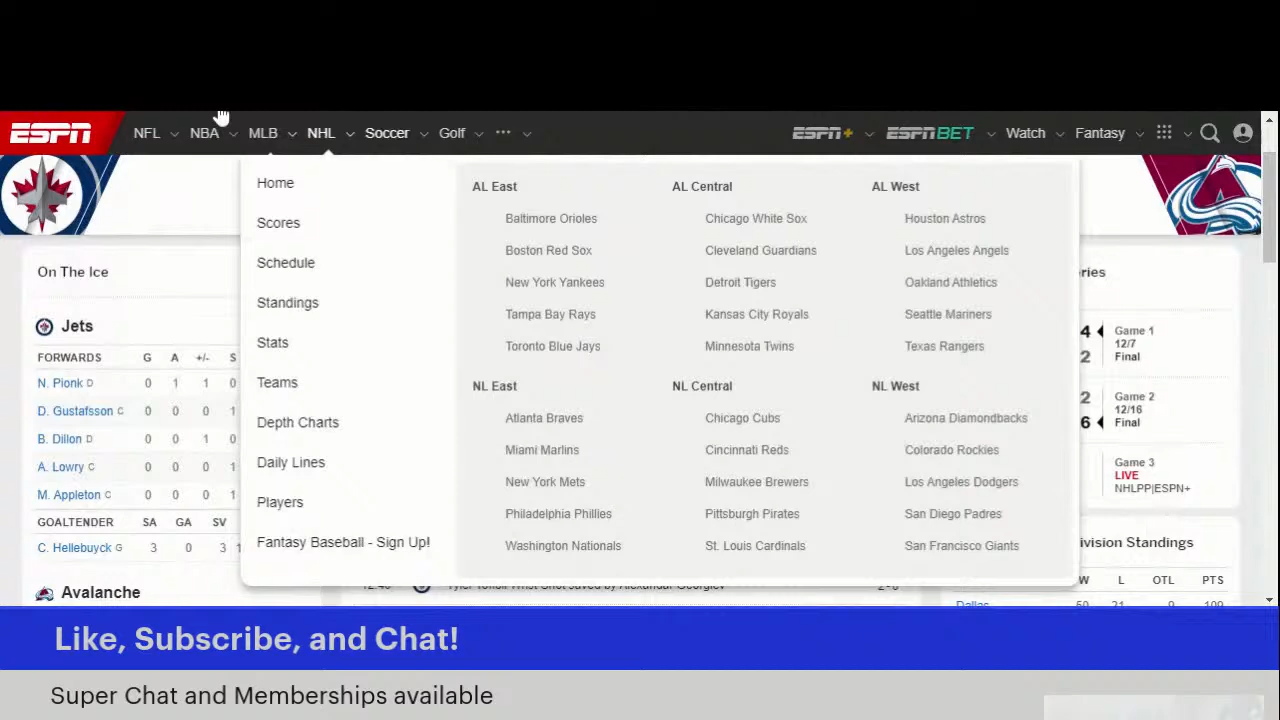 ESPN NFL NBA MLB NHL Soccer Golf ... ESPN+ ESPN BET Watch Fantasy
Home
Scores
Schedule
Standings
Stats
Teams
Depth Charts
Daily Lines
Players
Fantasy Baseball - Sign Up!
AL East
Baltimore Orioles
Boston Red Sox
New York Yankees
Tampa Bay Rays
Toronto Blue Jays
AL Central
Chicago White Sox
Cleveland Guardians
Detroit Tigers
Kansas City Royals
Minnesota Twins
AL West
Houston Astros
Los Angeles Angels
Oakland Athletics
Seattle Mariners
Texas Rangers
NL East
Atlanta Braves
Miami Marlins
New York Mets
Philadelphia Phillies
Washington Nationals
NL Central
Chicago Cubs
Cincinnati Reds
Milwaukee Brewers
Pittsburgh Pirates
St. Louis Cardinals
NL West
Arizona Diamondbacks
Colorado Rockies
Los Angeles Dodgers
San Diego Padres
San Francisco Giants
On The Ice
Jets
FORWARDS G A +/- S
N. Pionk D 0 1 1 0
D. Gustafsson C 0 0 0 1
B. Dillon D 0 0 1 0
A. Lowry C 0 0 0 1
M. Appleton C 0 0 0 1
GOALTENDER SA GA SV
C. Hellebuyck G 3 0 3 1
Avalanche
ries
4 Game 1
2 12/7
Final
2 Game 2
6 12/16
Final
Game 3
LIVE
NHLPP|ESPN+
ivision Standings
W L OTL PTS
Dallas 50 21 9 109
Like, Subscribe, and Chat!
Super Chat and Memberships available